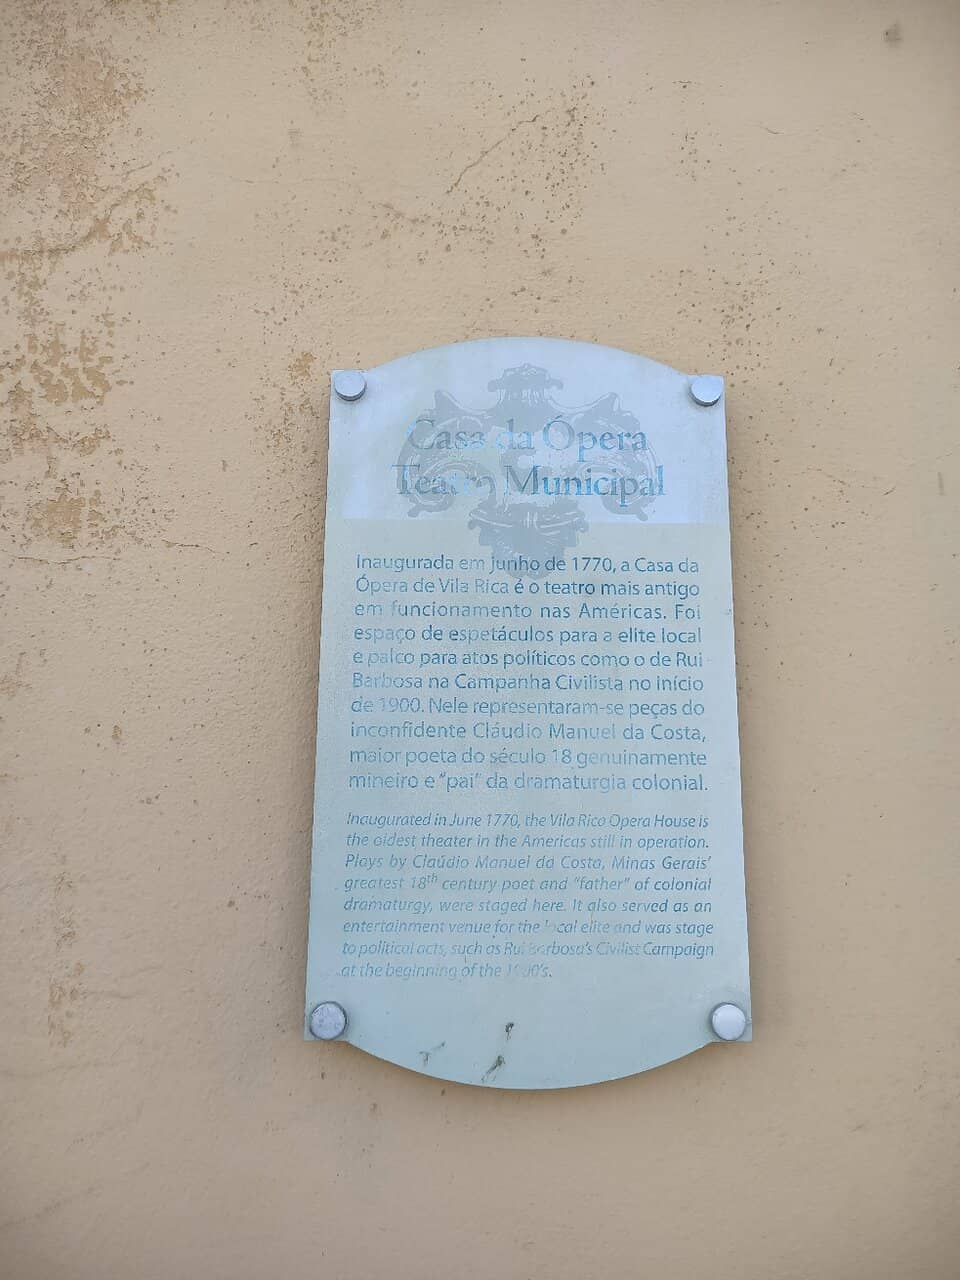 Casa da Ópera
Teatro Municipal
Inaugurada em junho de 1770, a Casa da
Ópera de Vila Rica é o teatro mais antigo
em funcionamento nas Américas. Foi
espaço de espetáculos para a elite local
e palco para atos políticos como o de Rui
Barbosa na Campanha Civilista no início
de 1900. Nele representaram-se peças do
inconfidente Cláudio Manuel da Costa,
maior poeta do século 18 genuinamente
mineiro e "pai" da dramaturgia colonial.
Inaugurated in June 1770, the Vila Rica Opera House is
the oldest theater in the Americas still in operation.
Plays by Claúdio Manuel da Costa, Minas Gerais'
greatest 18th century poet and "father" of colonial
dramaturgy, were staged here. It also served as an
entertainment venue for the local elite and was stage
to political acts, such as Rui Barbosa's Civilist Campaign
at the beginning of the 1900's.